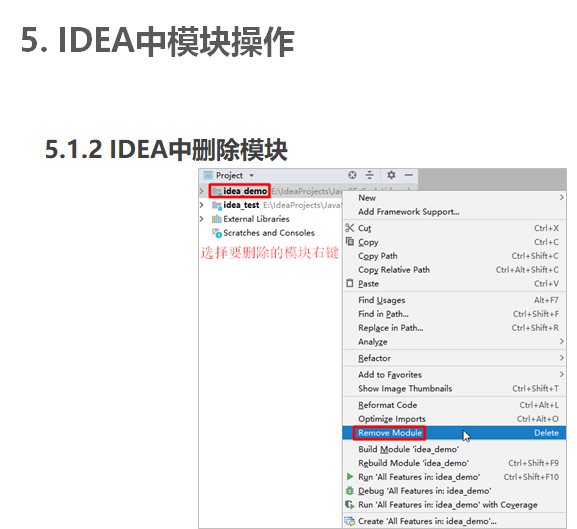 5. IDEA中模块操作
5.1.2 IDEA中删除模块
Project
idea_demo
idea_test E:\IdeaProjects\JavaS
External Libraries
Scratches and Consoles
选择要删除的模块右键
New
Add Framework Support...
Cut Ctrl+X
Copy Ctrl+C
Copy Path Ctrl+Shift+C
Copy Relative Path Ctrl+Alt+Shift+C
Paste Ctrl+V
Find Usages Alt+F7
Find in Path... Ctrl+Shift+F
Replace in Path... Ctrl+Shift+R
Analyze
Refactor
Add to Favorites
Show Image Thumbnails Ctrl+Shift+T
Reformat Code Ctrl+Alt+L
Optimize Imports Ctrl+Alt+O
Remove Module Delete
Build Module 'idea_demo'
Rebuild Module 'idea_demo' Ctrl+Shift+F9
Run 'All Features in: idea_demo' Ctrl+Shift+F10
Debug 'All Features in: idea_demo'
Run 'All Features in: idea_demo' with Coverage
Create 'All Features in: idea_demo'...